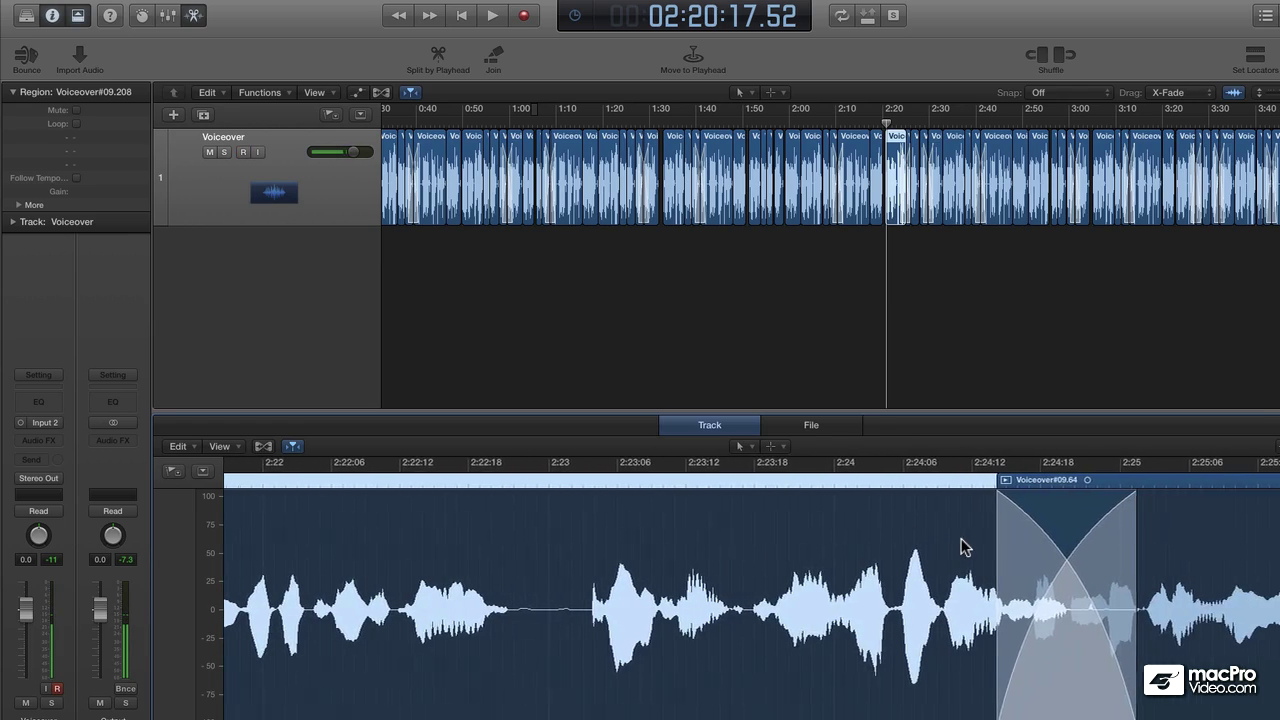 02:20:17.52
Bounce
Import Audio
Split by Playhead
Join
Move to Playhead
Shuffle
Set Locators
Region: Voiceover#09.208
Mute:
Loop:
Follow Tempo...
Gain:
More
Track: Voiceover
Edit Functions View
Snap: Off
Drag: X-Fade
0:40 0:50 1:00 1:10 1:20 1:30 1:40 1:50 2:00 2:10 2:20 2:30 2:40 2:50 3:00 3:10 3:20 3:30 3:40
1
Voiceover
M S R I
Setting Setting
EQ EQ
Input 2
Audio FX Audio FX
Send
Stereo Out
Read Read
0.0 -11 0.0 -7.3
I R Bnce
M S M S
Track File
Edit View
2:22 2:22:06 2:22:12 2:22:18 2:23 2:23:06 2:23:12 2:23:18 2:24 2:24:06 2:24:12 2:24:18 2:25 2:25:06
Voiceover#09.64
100
75
50
25
0
-25
-50
-75
macPro
Video.com